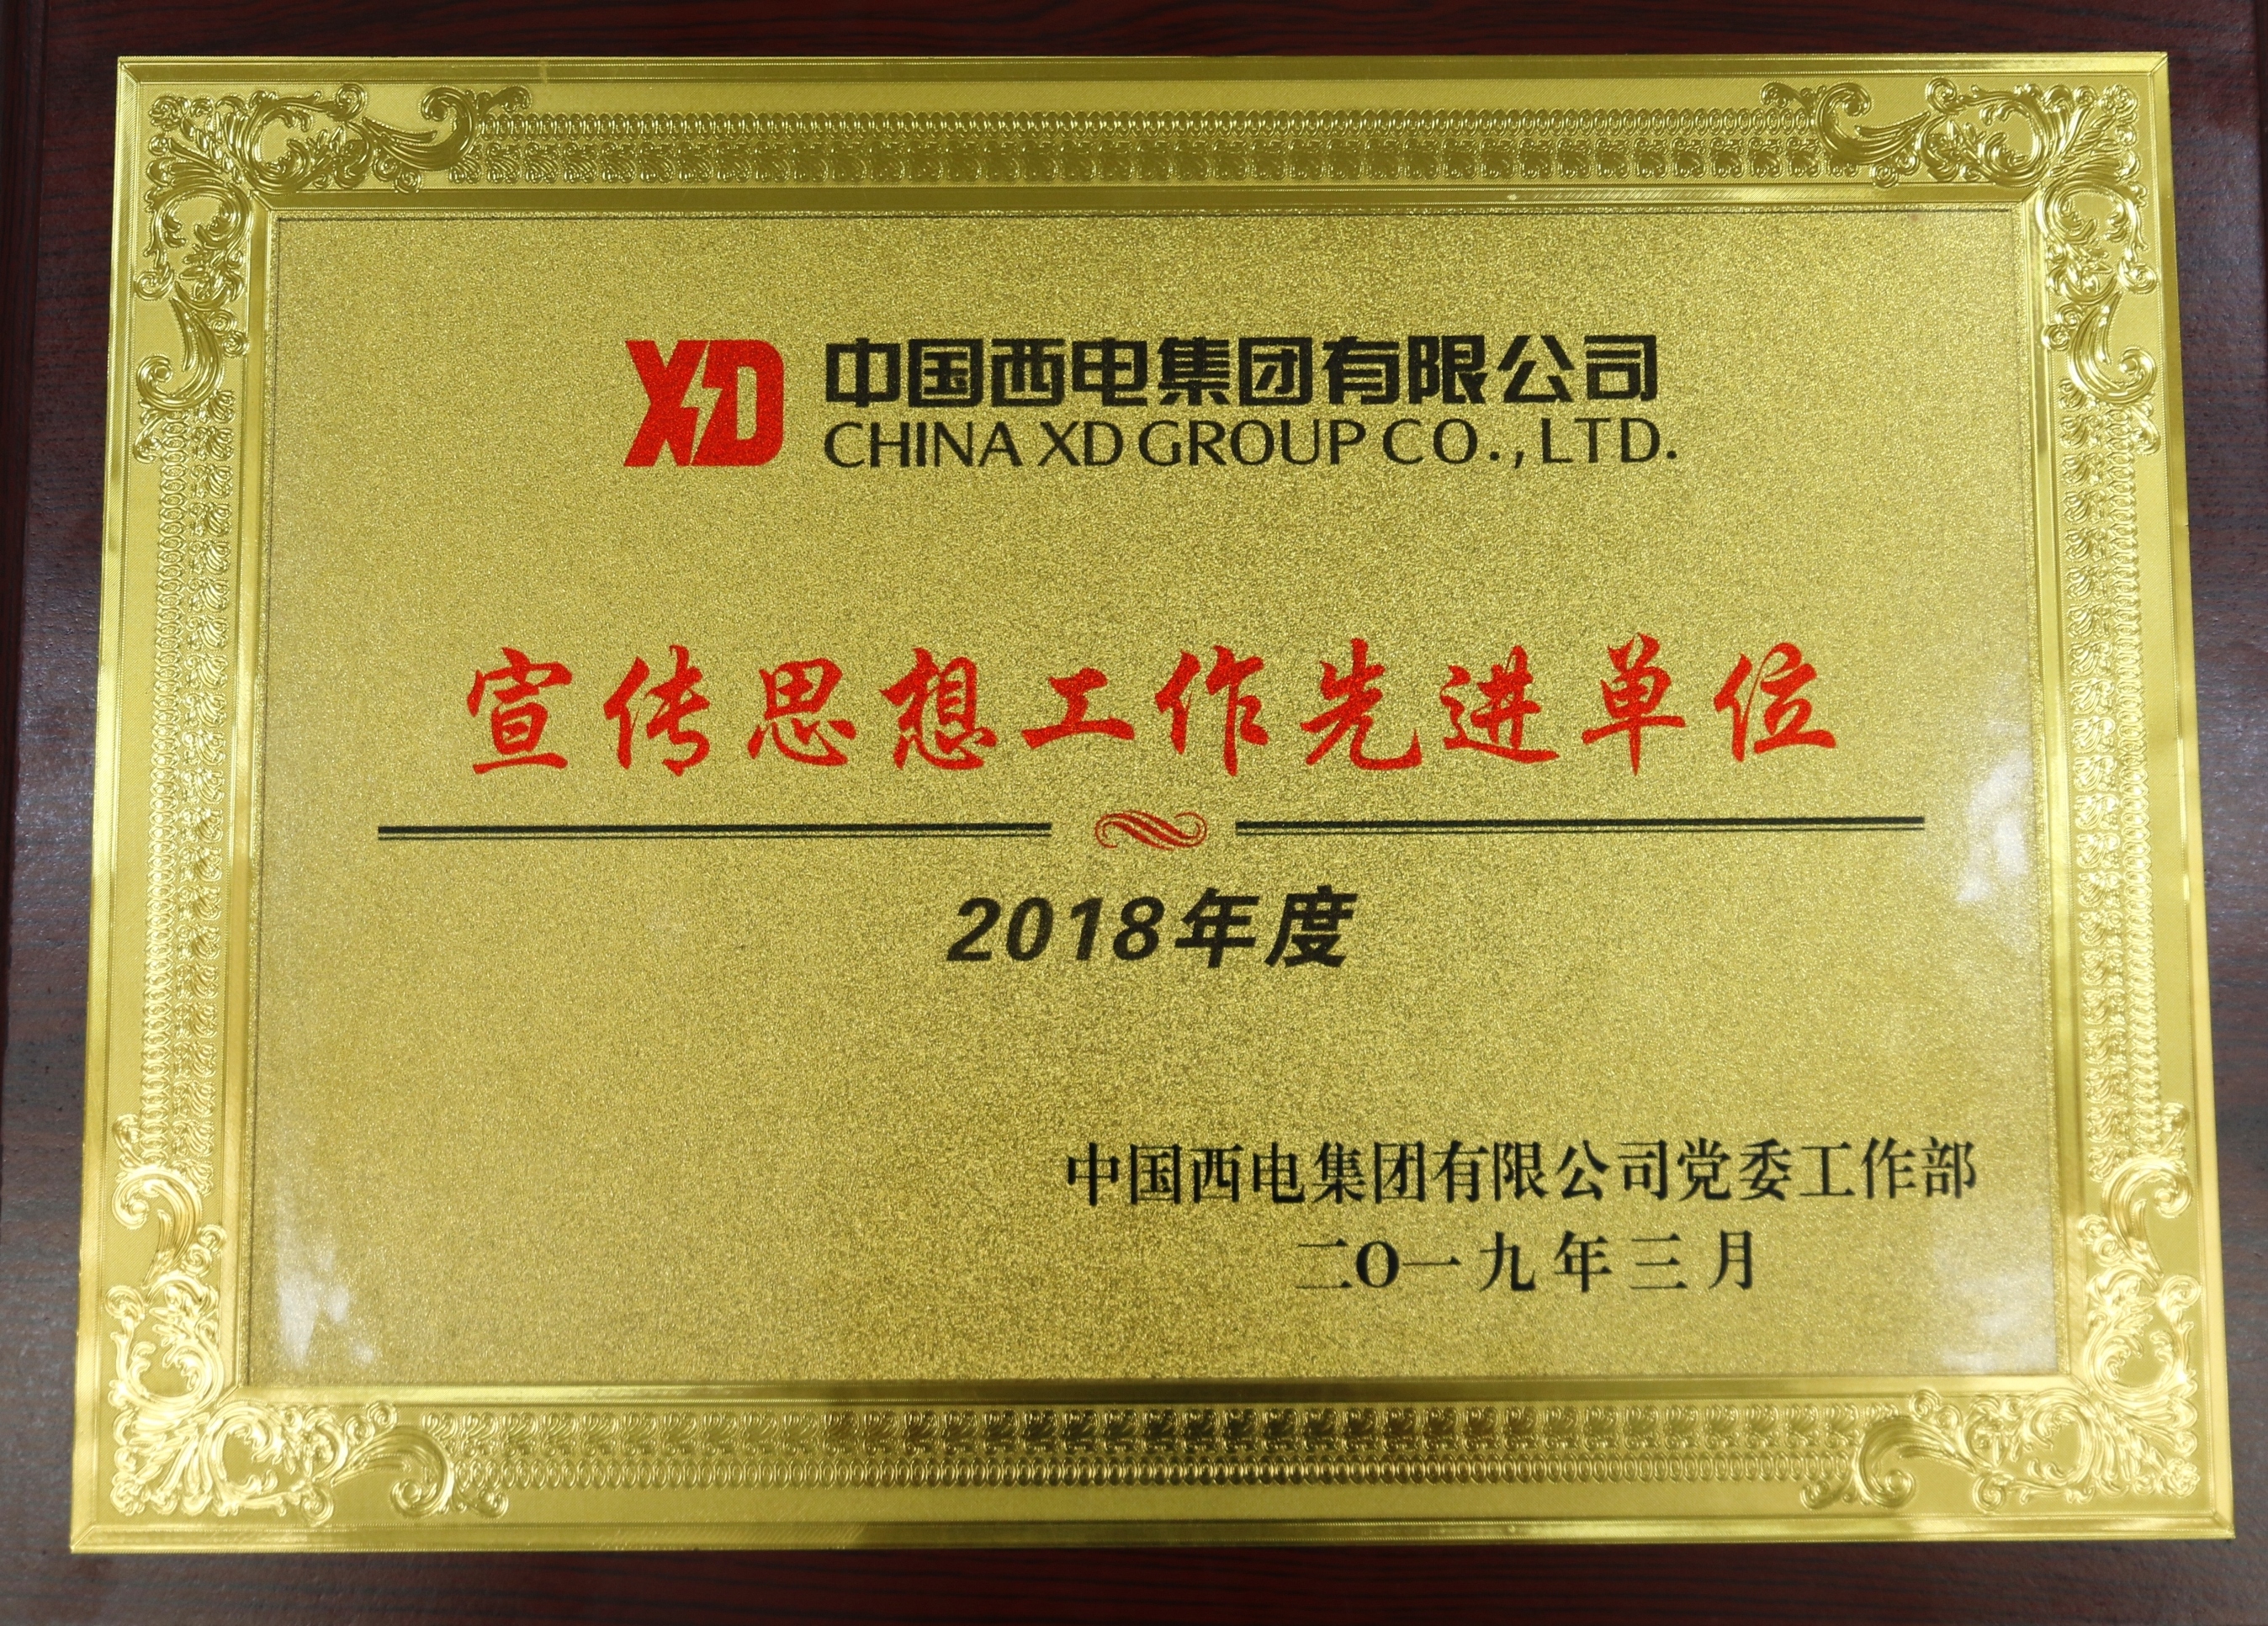 XD 中国西电集团有限公司
CHINA XD GROUP CO.,LTD.
宣传思想工作先进单位
2018年度
中国西电集团有限公司党委工作部
二O一九年三月